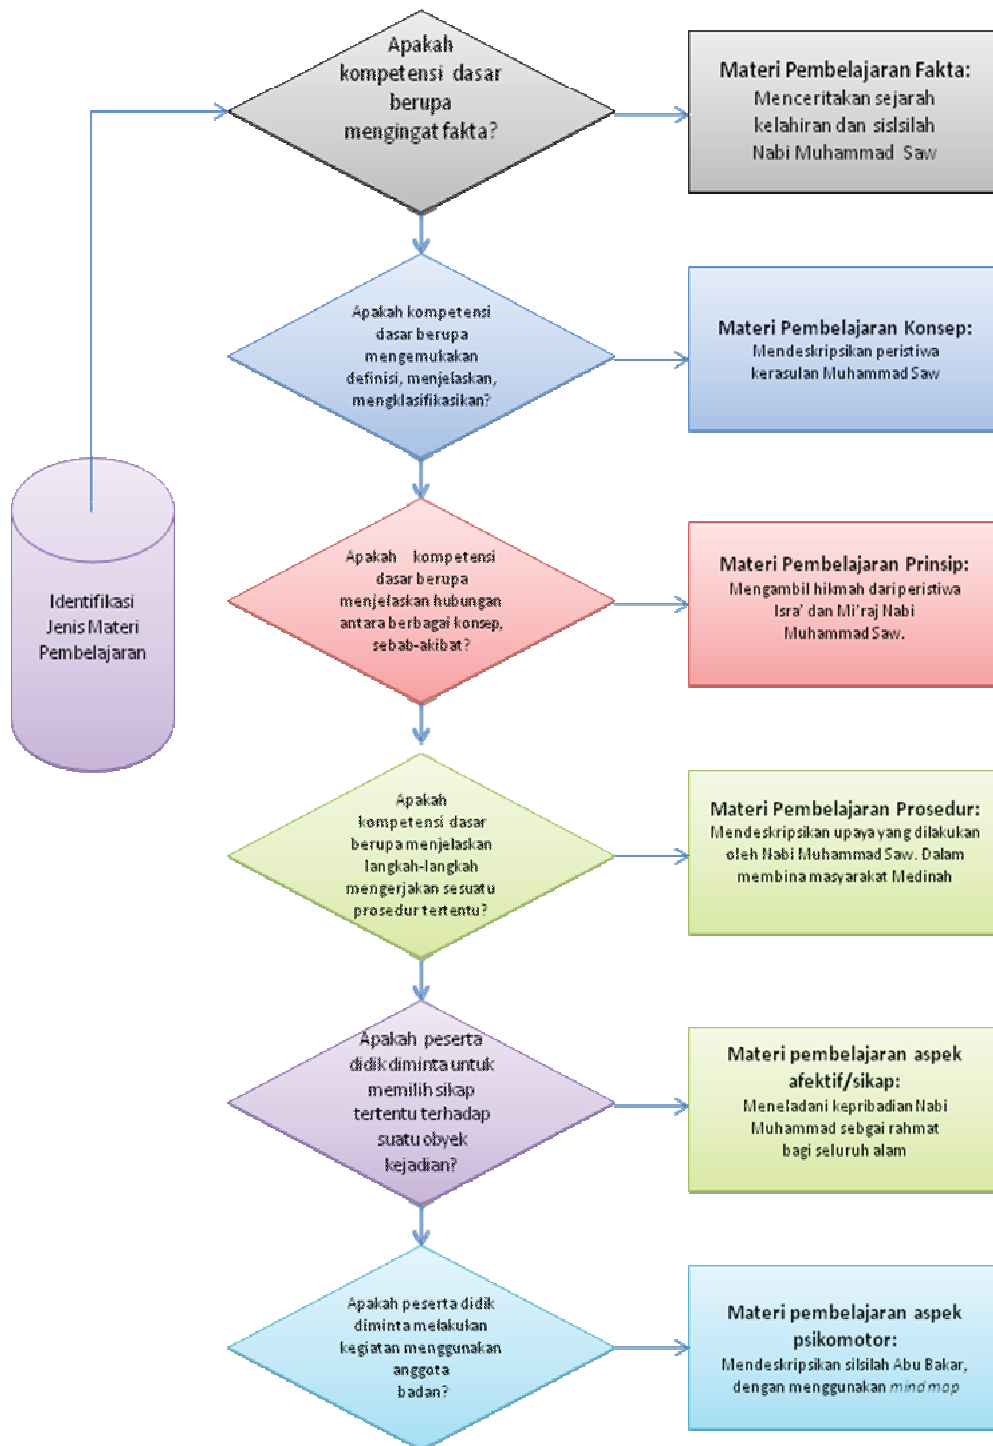 Apakah
kompetensi dasar
berupa
mengingat fakta?
Materi Pembelajaran Fakta:
Menceritakan sejarah
kelahiran dan sislsilah
Nabi Muhammad Saw
Apakah kompetensi
dasar berupa
mengemukakan
definisi, menjelaskan,
mengklasifikasikan?
Materi Pembelajaran Konsep:
Mendeskripsikan peristiwa
kerasulan Muhammad Saw
Identifikasi
Jenis Materi
Pembelajaran
Apakah kompetensi
dasar berupa
menjelaskan hubungan
antara berbagai konsep,
sebab-akibat?
Materi Pembelajaran Prinsip:
Mengambil hikmah dari peristiwa
Isra' dan Mi'raj Nabi
Muhammad Saw.
Apakah
kompetensi dasar
berupa menjelaskan
langkah-langkah
mengerjakan sesuatu
prosedur tertentu?
Materi Pembelajaran Prosedur:
Mendeskripsikan upaya yang dilakukan
oleh Nabi Muhammad Saw. Dalam
membina masyarakat Medinah
Apakah peserta
didik diminta untuk
memilih sikap
tertentu terhadap
suatu obyek
kejadian?
Materi pembelajaran aspek
afektif/sikap:
Meneladani kepribadian Nabi
Muhammad sebgai rahmat
bagi seluruh alam
Apakah peserta didik
diminta melakukan
kegiatan menggunakan
anggota
badan?
Materi pembelajaran aspek
psikomotor:
Mendeskripsikan silsilah Abu Bakar,
dengan menggunakan mind map